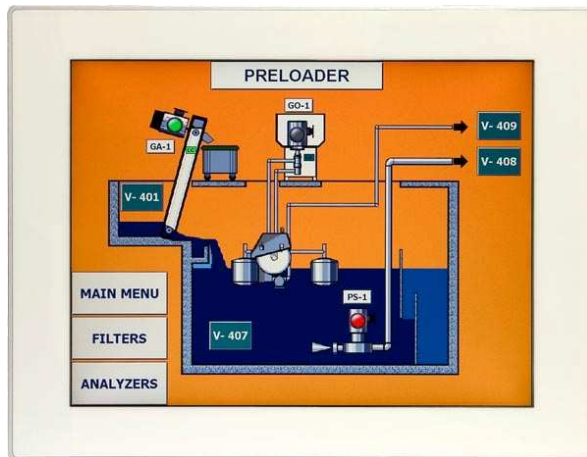 PRELOADER
GO-1
GA-1
V- 409
V- 408
V- 401
MAIN MENU
FILTERS
ANALYZERS
PS-1
V- 407